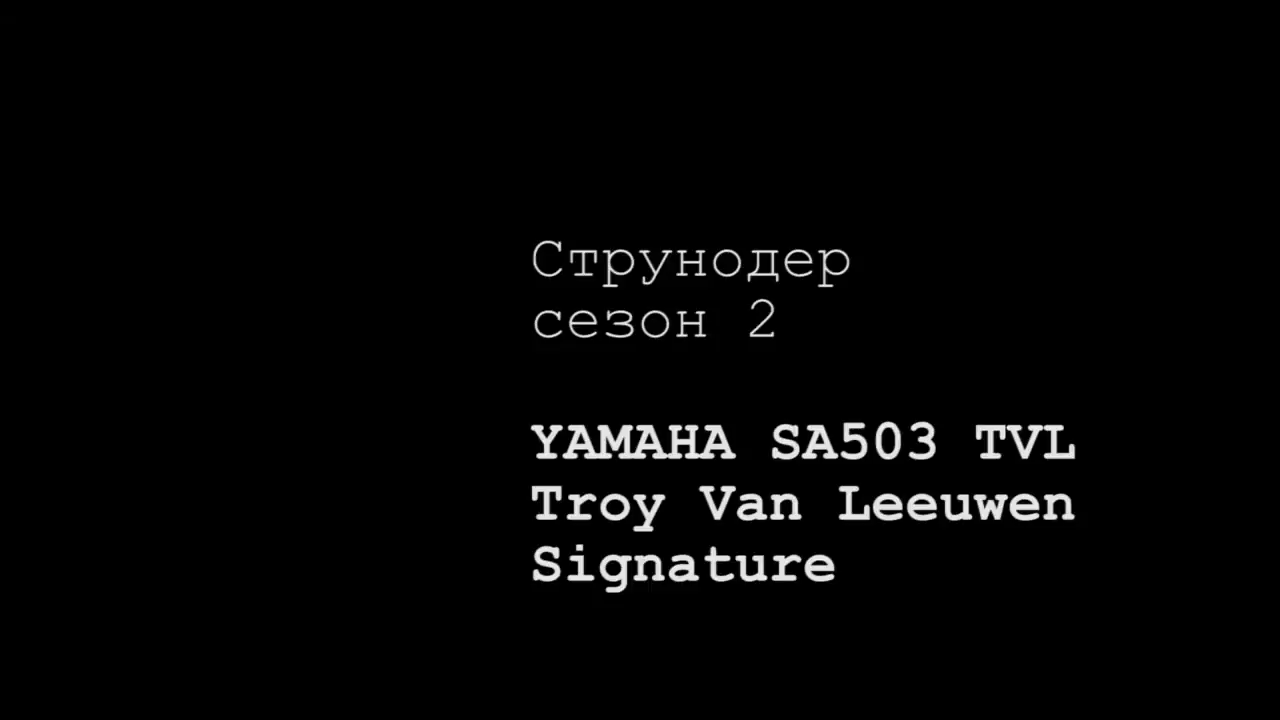 Струнодер
сезон 2
YAMAHA SA503 TVL
Troy Van Leeuwen
Signature